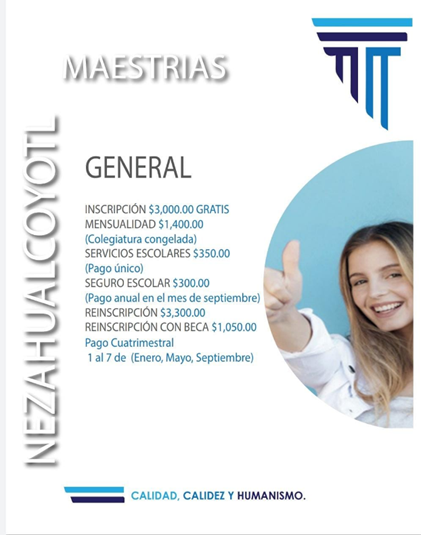 MAESTRIAS
NEZAHUALCOYOTL
GENERAL
INSCRIPCIÓN $3,000.00 GRATIS
MENSUALIDAD $1,400.00
(Colegiatura congelada)
SERVICIOS ESCOLARES $350.00
(Pago único)
SEGURO ESCOLAR $300.00
(Pago anual en el mes de septiembre)
REINSCRIPCIÓN $3,300.00
REINSCRIPCIÓN CON BECA $1,050.00
Pago Cuatrimestral
1 al 7 de (Enero, Mayo, Septiembre)
CALIDAD, CALIDEZ Y HUMANISMO.